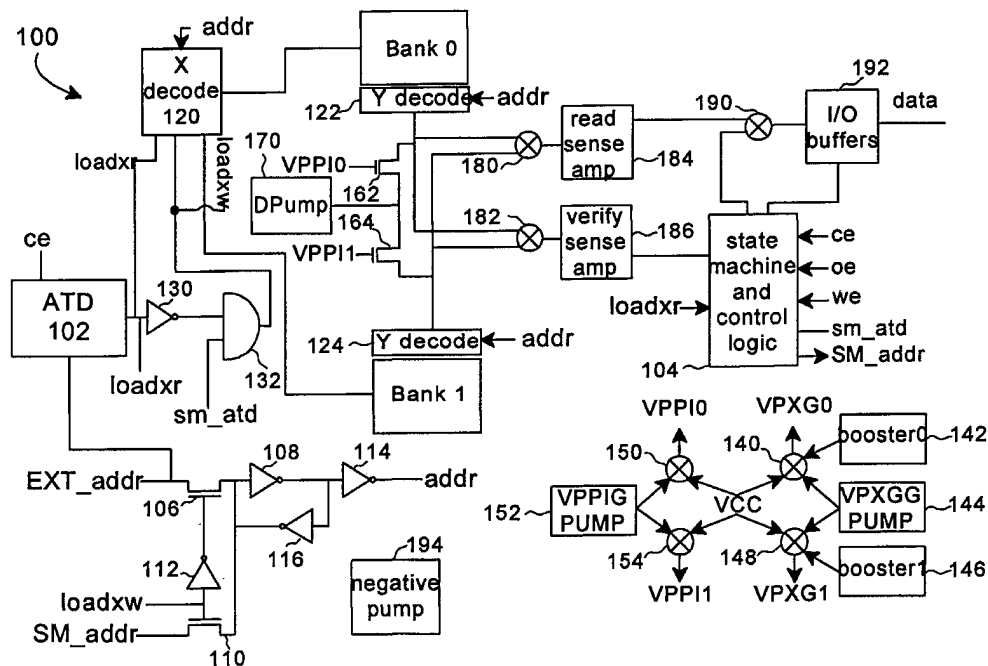 100
addr
X
decode
120
Bank 0
Y decode
addr
122
192
I/O
buffers
data
190
read
sense
amp
184
180
170
VPPI0
162
DPump
164
VPPI1
loadxr
loadxw
182
verify
sense
amp
186
state
machine
and
control
logic
ce
oe
we
sm_atd
SM_addr
loadxr
104
ce
ATD
102
130
132
loadxr
sm_atd
124
Y decode
addr
Bank 1
EXT_addr
106
108
114
addr
116
112
loadxw
SM_addr
110
194
negative
pump
VPPI0
VPXG0
150
140
booster0
142
152
VPPIG
PUMP
VCC
VPXGG
PUMP
144
154
148
booster1
146
VPPI1
VPXG1